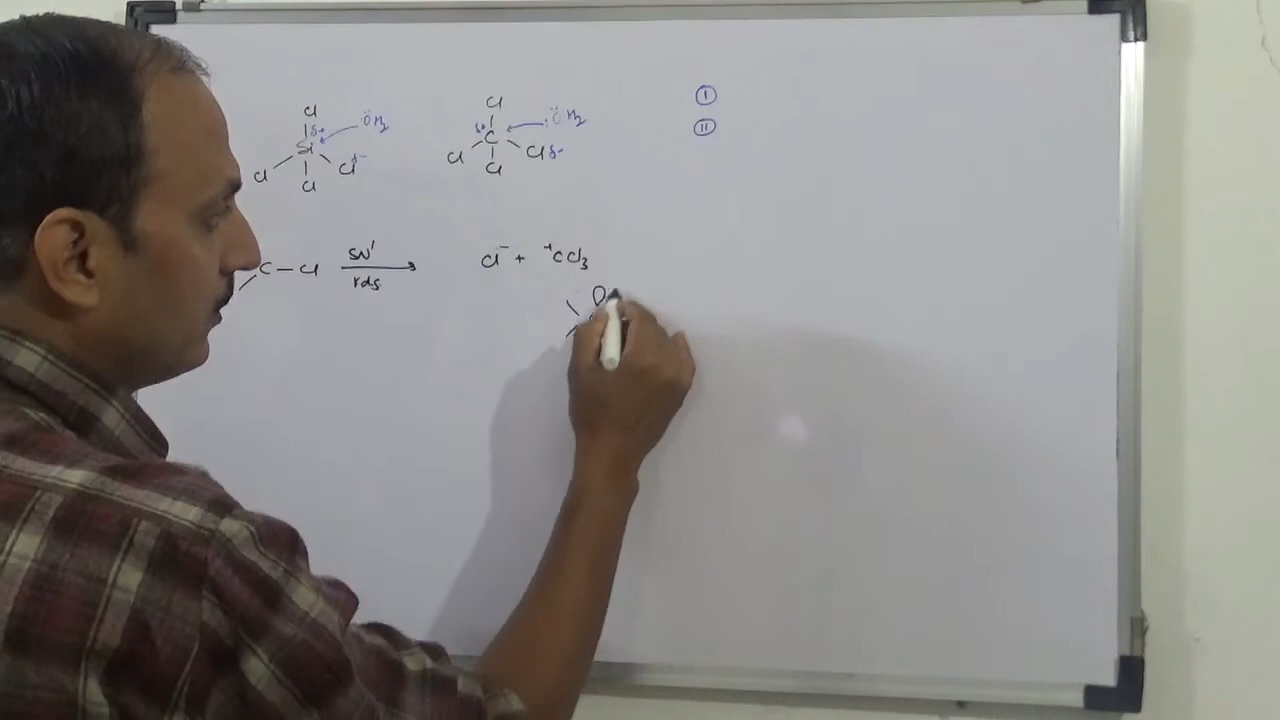 Cl Cl I
δ+ :ÖH₂ δ+ :ÖH₂ II
Si C
Cl Cl δ- Cl Cl δ-
Cl Cl
C–Cl SN¹ Cl⁻ + ⁺CCl₃
rds